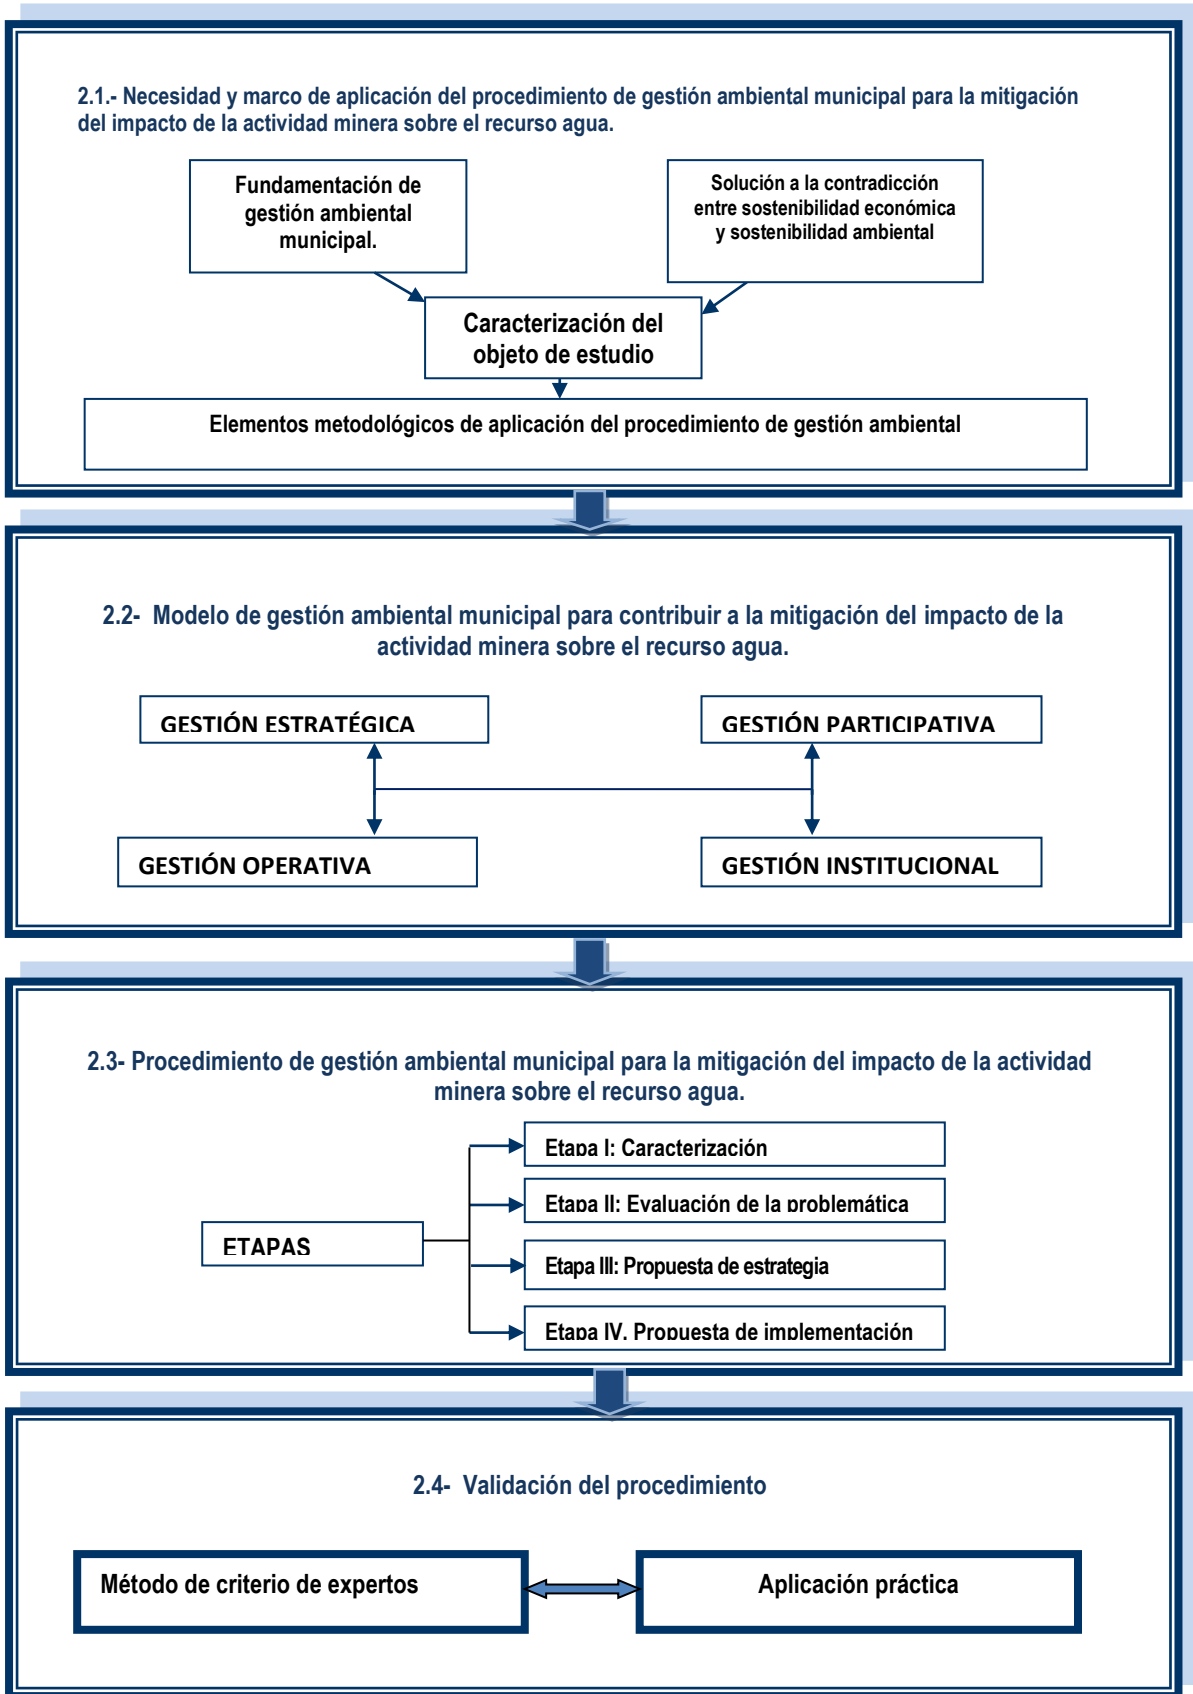 2.1.- Necesidad y marco de aplicación del procedimiento de gestión ambiental municipal para la mitigación
del impacto de la actividad minera sobre el recurso agua.
Fundamentación de
gestión ambiental
municipal.
Solución a la contradicción
entre sostenibilidad económica
y sostenibilidad ambiental
Caracterización del
objeto de estudio
Elementos metodológicos de aplicación del procedimiento de gestión ambiental
2.2- Modelo de gestión ambiental municipal para contribuir a la mitigación del impacto de la
actividad minera sobre el recurso agua.
GESTIÓN ESTRATÉGICA
GESTIÓN PARTICIPATIVA
GESTIÓN OPERATIVA
GESTIÓN INSTITUCIONAL
2.3- Procedimiento de gestión ambiental municipal para la mitigación del impacto de la actividad
minera sobre el recurso agua.
ETAPAS
Etapa I: Caracterización
Etapa II: Evaluación de la problemática
Etapa III: Propuesta de estrategia
Etapa IV. Propuesta de implementación
2.4- Validación del procedimiento
Método de criterio de expertos
Aplicación práctica